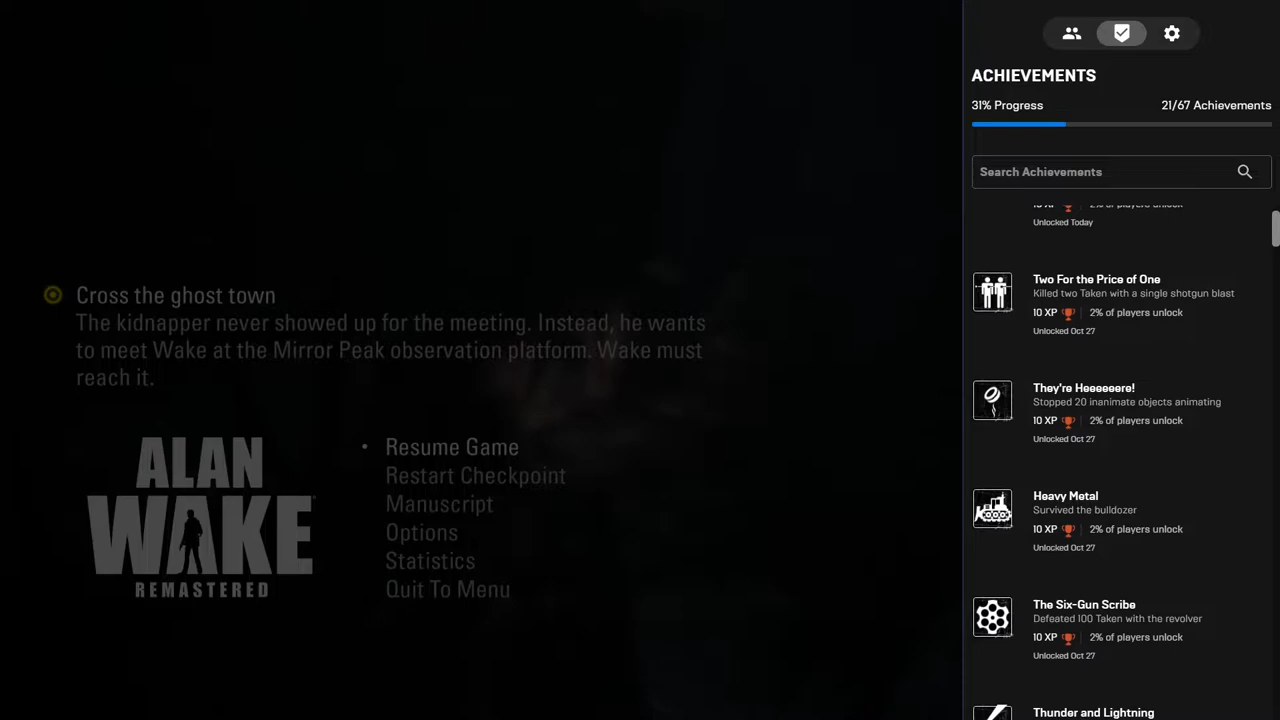 ACHIEVEMENTS
31% Progress
21/67 Achievements
Search Achievements
10 XP 2% of players unlock
Unlocked Today
Two For the Price of One
Killed two Taken with a single shotgun blast
10 XP 2% of players unlock
Unlocked Oct 27
They're Heeeeeere!
Stopped 20 inanimate objects animating
10 XP 2% of players unlock
Unlocked Oct 27
Heavy Metal
Survived the bulldozer
10 XP 2% of players unlock
Unlocked Oct 27
The Six-Gun Scribe
Defeated 100 Taken with the revolver
10 XP 2% of players unlock
Unlocked Oct 27
Thunder and Lightning
Cross the ghost town
The kidnapper never showed up for the meeting. Instead, he wants
to meet Wake at the Mirror Peak observation platform. Wake must
reach it.
ALAN
WAKE
REMASTERED
Resume Game
Restart Checkpoint
Manuscript
Options
Statistics
Quit To Menu